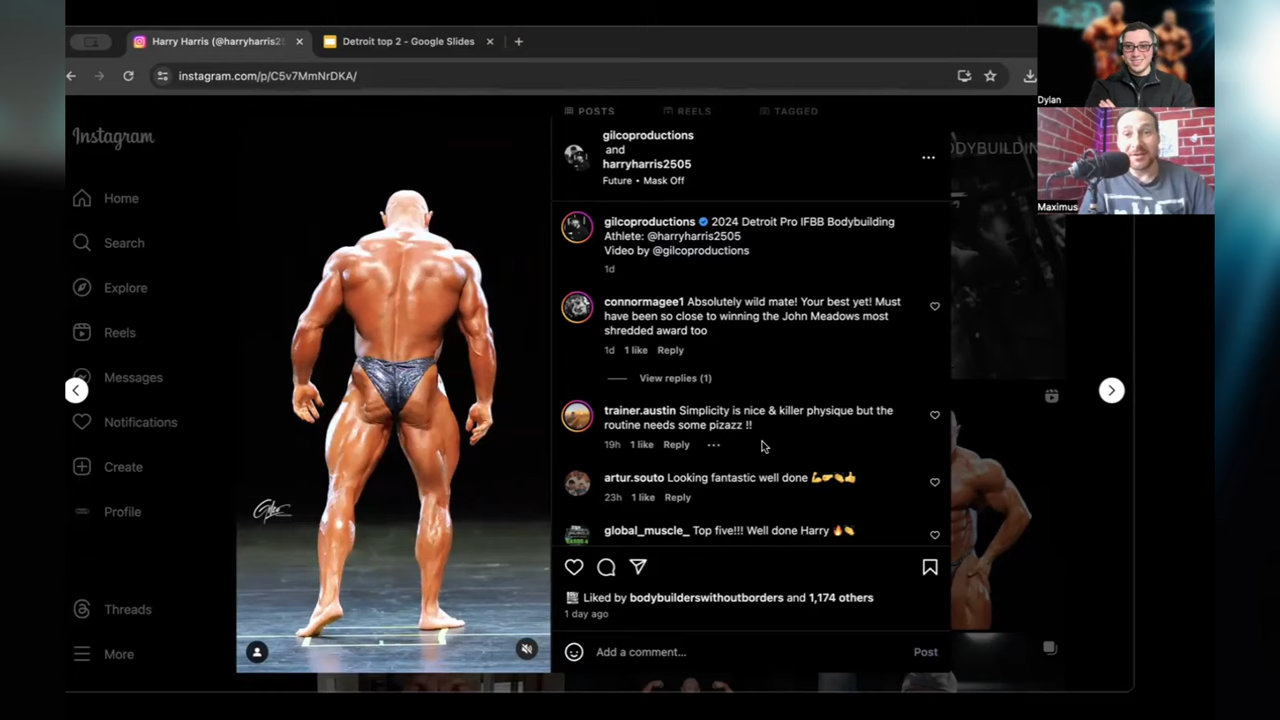 Harry Harris (@harryharris25
Detroit top 2 - Google Slides
instagram.com/p/C5v7MmNrDKA/
Dylan
Maximus
POSTS
REELS
TAGGED
Instagram
Home
Search
Explore
Reels
Messages
Notifications
Create
Profile
Threads
More
gilcoproductions
and
harryharris2505
Future • Mask Off
gilcoproductions 2024 Detroit Pro IFBB Bodybuilding
Athlete: @harryharris2505
Video by @gilcoproductions
1d
connormagee1 Absolutely wild mate! Your best yet! Must
have been so close to winning the John Meadows most
shredded award too
1d 1 like Reply
View replies (1)
trainer.austin Simplicity is nice & killer physique but the
routine needs some pizazz !!
19h 1 like Reply
artur.souto Looking fantastic well done 💪🤛👏👍
23h 1 like Reply
global_muscle_ Top five!!! Well done Harry 🔥👏
Liked by bodybuilderswithoutborders and 1,174 others
1 day ago
Add a comment...
Post